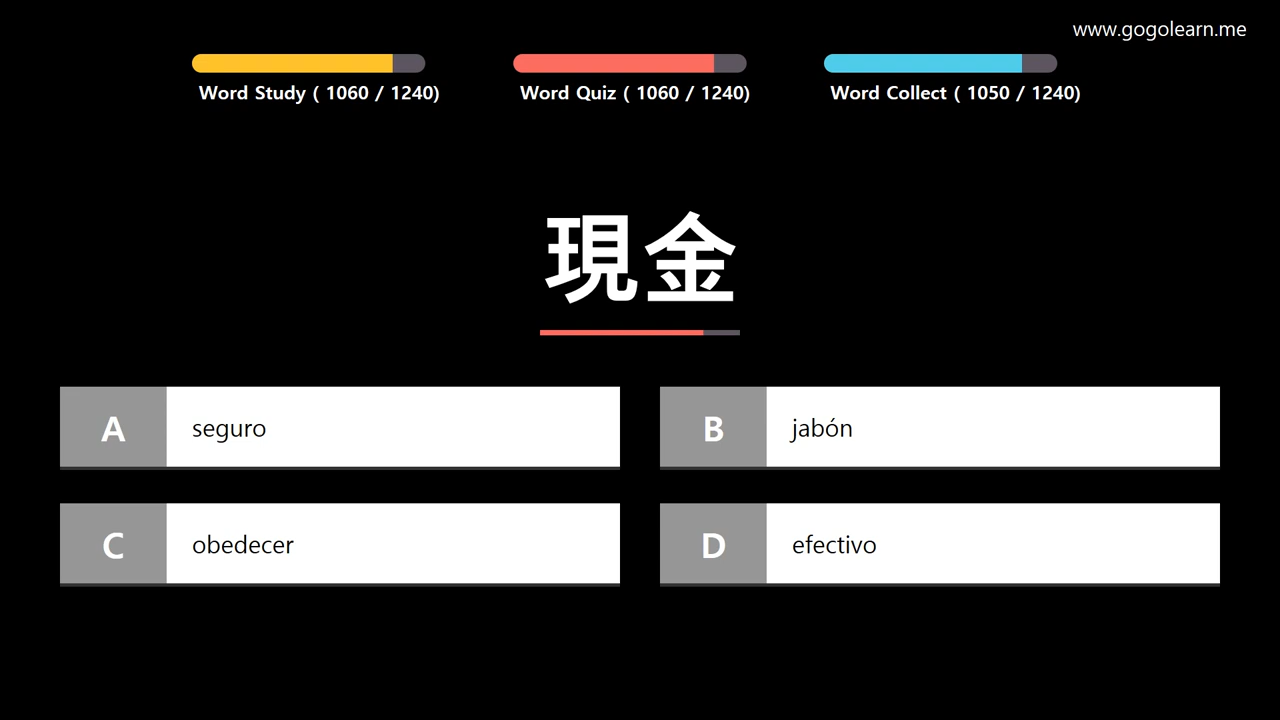 www.gogolearn.me
Word Study ( 1060 / 1240)
Word Quiz ( 1060 / 1240)
Word Collect ( 1050 / 1240)
現金
A seguro
B jabón
C obedecer
D efectivo